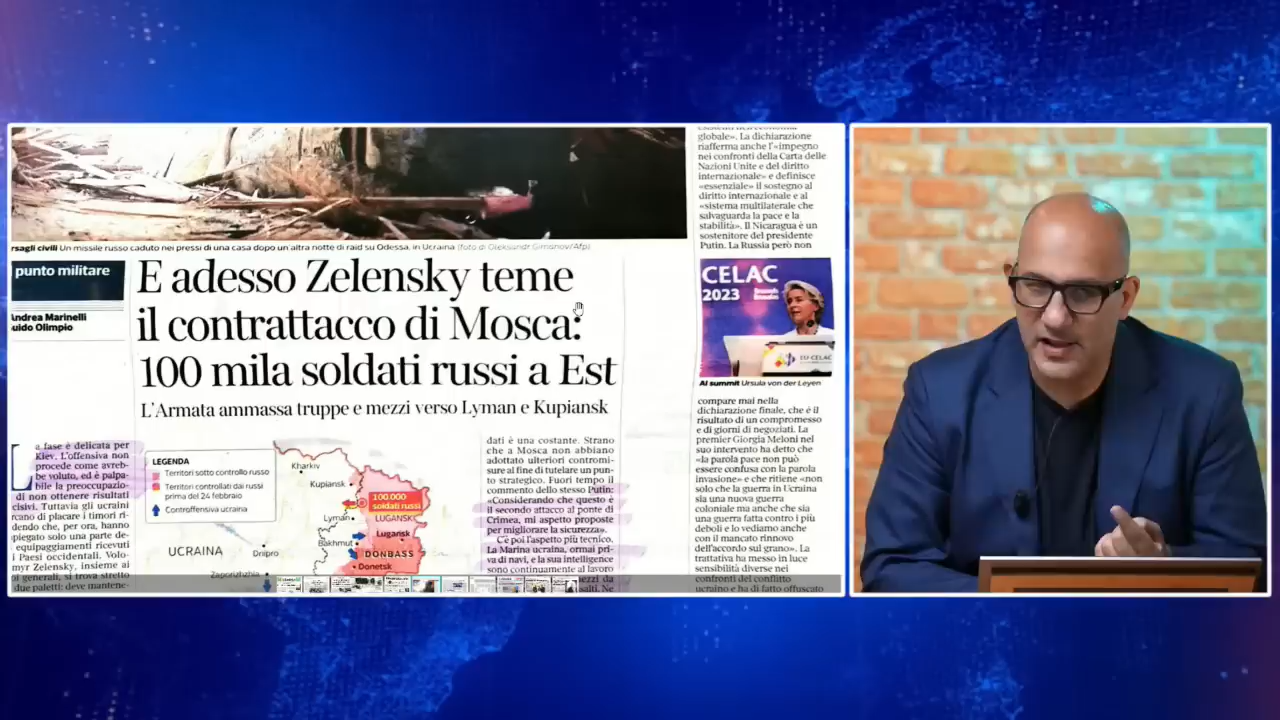 rsagli civili Un missile russo caduto nei pressi di una casa dopo un'altra notte di raid su Odessa, in Ucraina (foto di Oleksandr Gimanov/Afp)
punto militare
ndrea Marinelli
uido Olimpio
E adesso Zelensky teme
il contrattacco di Mosca:
100 mila soldati russi a Est
L'Armata ammassa truppe e mezzi verso Lyman e Kupiansk
La fase è delicata per
Kiev. L'offensiva non
procede come avreb-
be voluto, ed è palpa-
bile la preoccupazio-
di non ottenere risultati
cisivi. Tuttavia gli ucraini
rcano di placare i timori ri-
dendo che, per ora, hanno
piegato solo una parte de-
equipaggiamenti ricevuti
i Paesi occidentali. Volo-
myr Zelensky, insieme ai
oi generali, si trova stretto
due paletti: deve mantene-
LEGENDA
Territori sotto controllo russo
Territori controllati dai russi
prima del 24 febbraio
Controffensiva ucraina
Kharkiv
Kupiansk
100.000
soldati russi
Lyman
LUGANSK
Lugansk
Bakhmut
UCRAINA
Dnipro
DONBASS
Donetsk
Zaporizhzhia
dati è una costante. Strano
che a Mosca non abbiano
adottato ulteriori contromi-
sure al fine di tutelare un pun-
to strategico. Fuori tempo il
commento dello stesso Putin:
«Considerando che questo è
il secondo attacco al ponte di
Crimea, mi aspetto proposte
per migliorare la sicurezza».
C'è poi l'aspetto più tecnico.
La Marina ucraina, ormai pri-
va di navi, e la sua intelligence
sono continuamente al lavoro
mezzi da
salti. Ne
globale». La dichiarazione
riafferma anche l'«impegno
nei confronti della Carta delle
Nazioni Unite e del diritto
internazionale» e definisce
«essenziale» il sostegno al
diritto internazionale e al
«sistema multilaterale che
salvaguarda la pace e la
stabilità». Il Nicaragua è un
sostenitore del presidente
Putin. La Russia però non
CELAC
2023
EU-CELAC
Al summit Ursula von der Leyen
compare mai nella
dichiarazione finale, che è il
risultato di un compromesso
e di giorni di negoziati. La
premier Giorgia Meloni nel
suo intervento ha detto che
«la parola pace non può
essere confusa con la parola
invasione» e che ritiene «non
solo che la guerra in Ucraina
sia una nuova guerra
coloniale ma anche che sia
una guerra fatta contro i più
deboli e lo vediamo anche
con il mancato rinnovo
dell'accordo sul grano». La
trattativa ha messo in luce
sensibilità diverse nei
confronti del conflitto
ucraino e ha di fatto offuscato